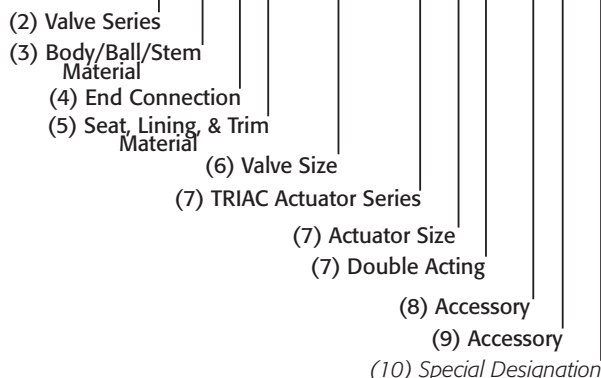 (2) Valve Series
(3) Body/Ball/Stem
Material
(4) End Connection
(5) Seat, Lining, & Trim
Material
(6) Valve Size
(7) TRIAC Actuator Series
(7) Actuator Size
(7) Double Acting
(8) Accessory
(9) Accessory
(10) Special Designation